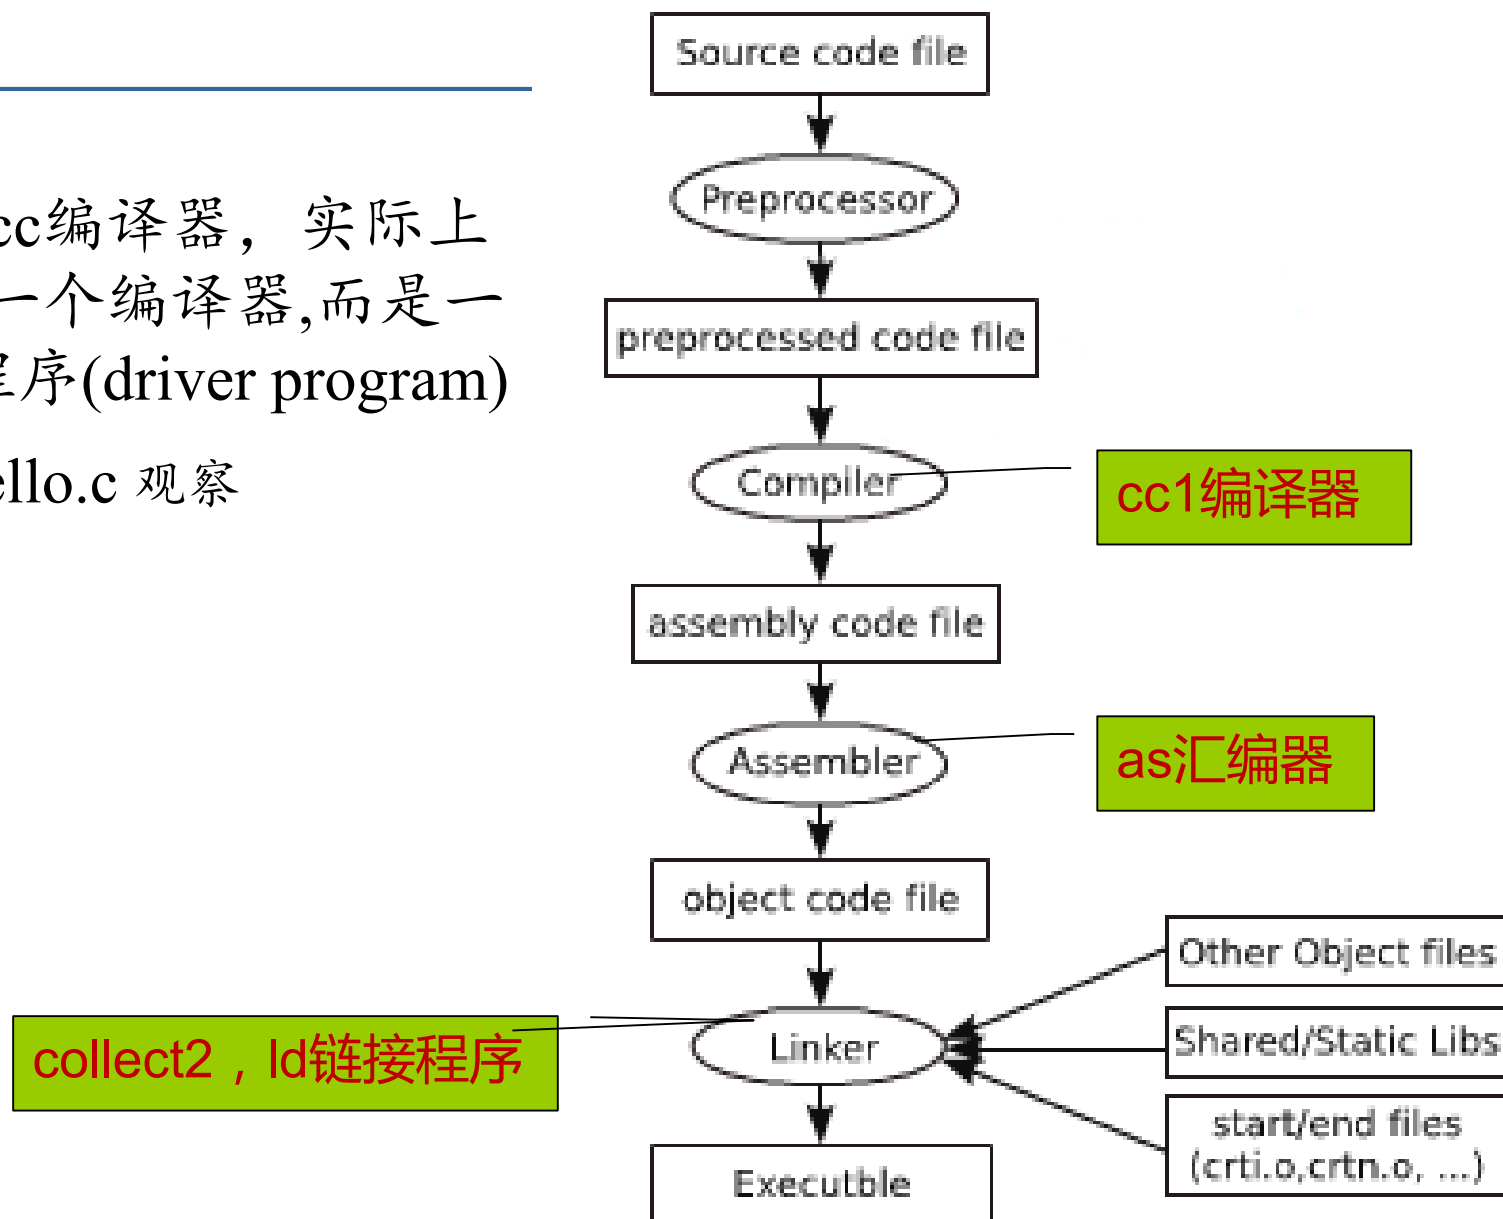 cc编译器，实际上
一个编译器,而是一
程序(driver program)
ello.c 观察
Source code file
Preprocessor
preprocessed code file
Compiler
cc1编译器
assembly code file
Assembler
as汇编器
object code file
Other Object files
Linker
Shared/Static Libs
collect2，ld链接程序
start/end files
(crti.o,crtn.o, ...)
Executble